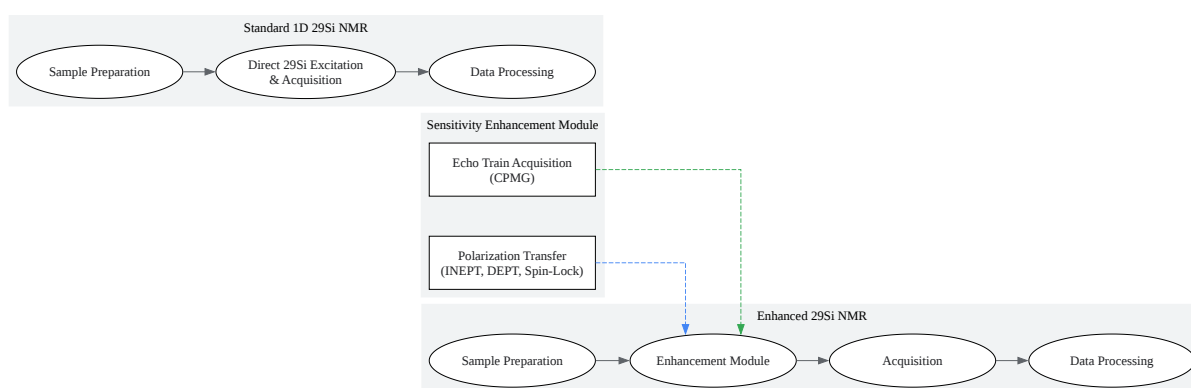 Standard 1D 29Si NMR
Sample Preparation
Direct 29Si Excitation
& Acquisition
Data Processing
Sensitivity Enhancement Module
Echo Train Acquisition
(CPMG)
Polarization Transfer
(INEPT, DEPT, Spin-Lock)
Enhanced 29Si NMR
Sample Preparation
Enhancement Module
Acquisition
Data Processing